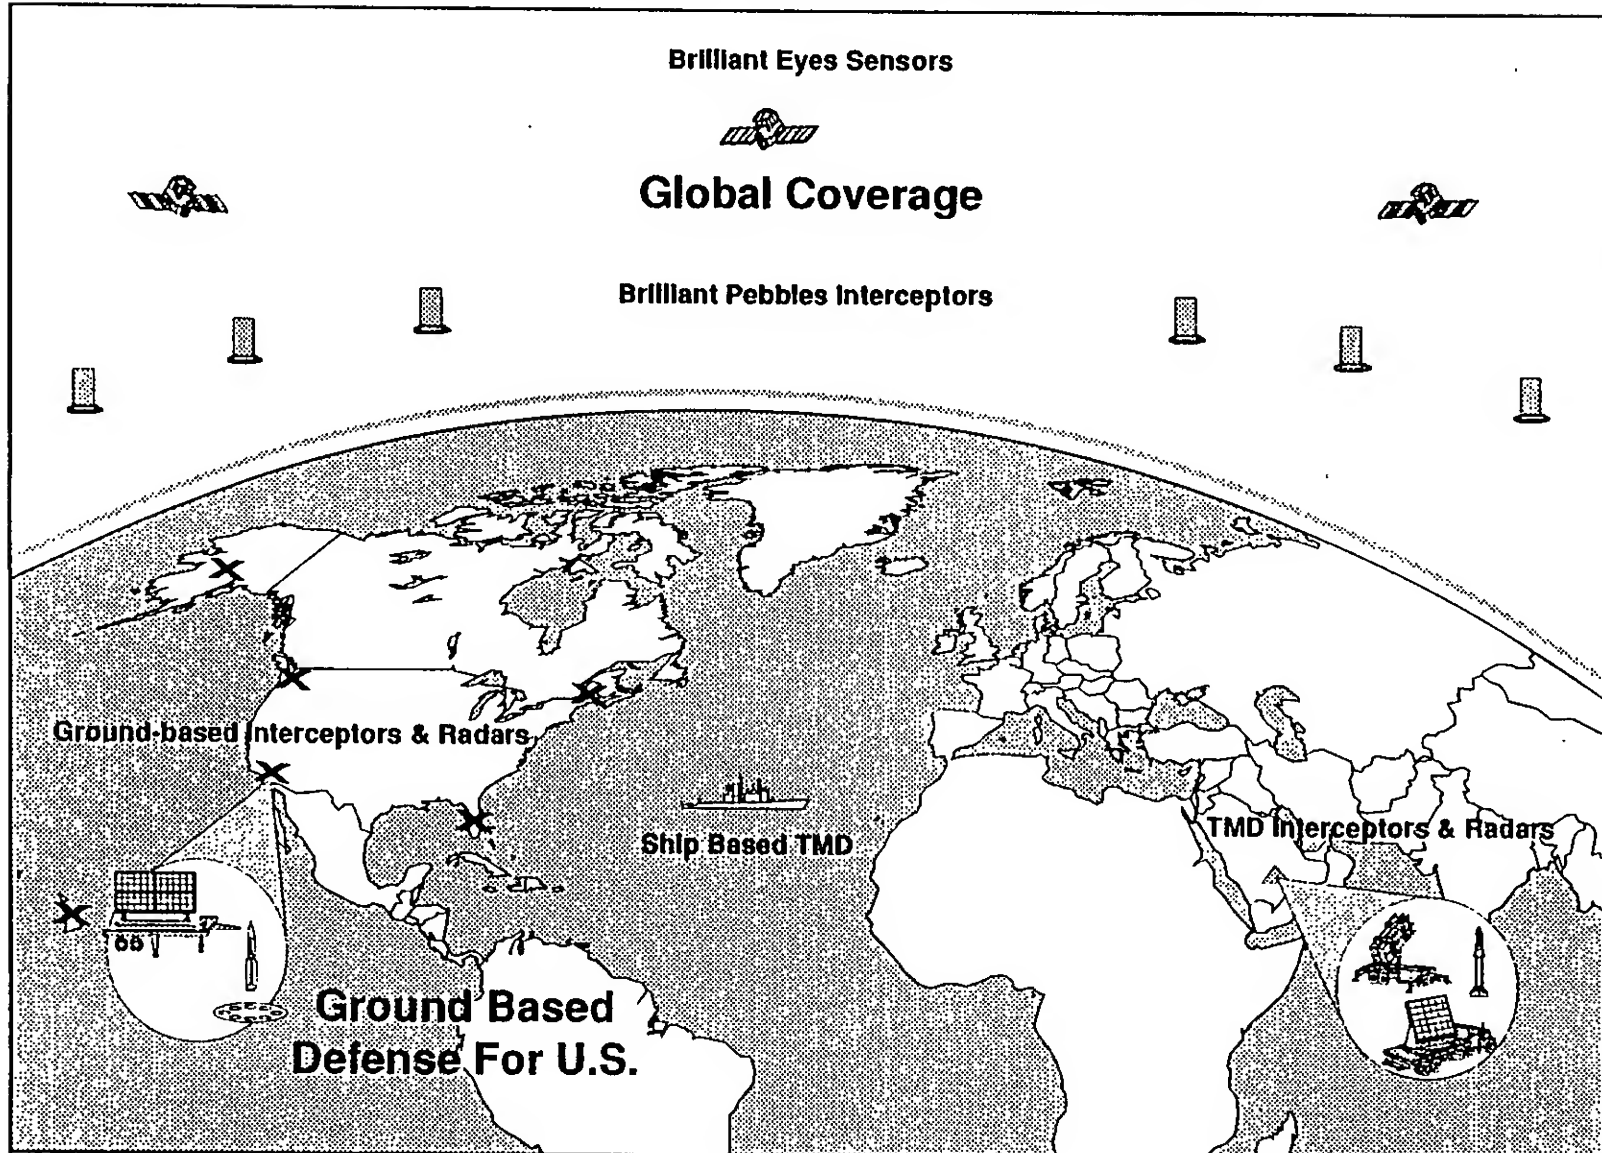 Brilliant Eyes Sensors
Global Coverage
Brilliant Pebbles Interceptors
Ground-based Interceptors & Radars
Ship Based TMD
TMD Interceptors & Radars
Ground Based
Defense For U.S.